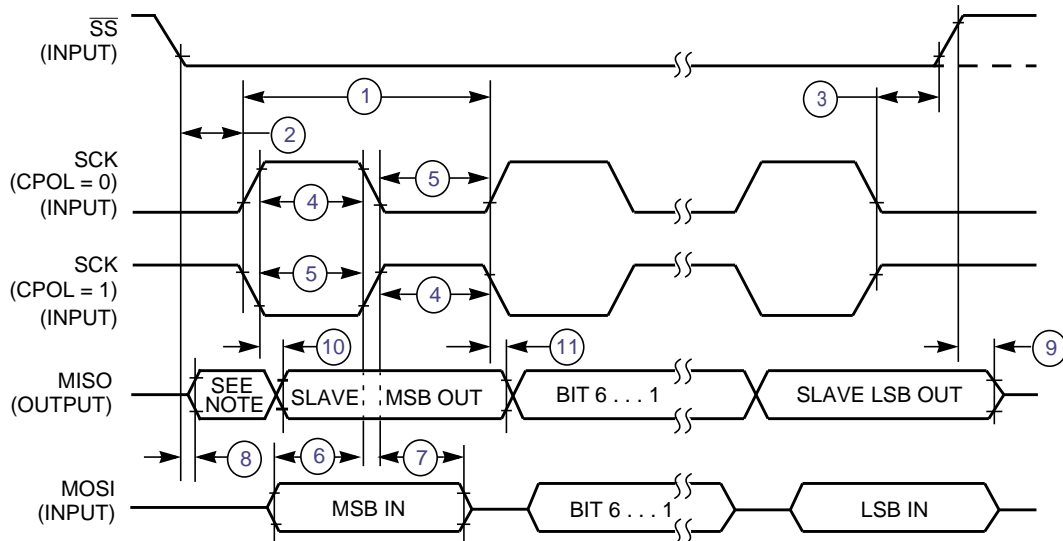 SS
(INPUT)
1
3
2
SCK
(CPOL = 0)
(INPUT)
5
4
SCK
(CPOL = 1)
(INPUT)
5
4
10
11
9
MISO
(OUTPUT)
SEE
NOTE
SLAVE
MSB OUT
BIT 6 . . . 1
SLAVE LSB OUT
8
6
7
MOSI
(INPUT)
MSB IN
BIT 6 . . . 1
LSB IN